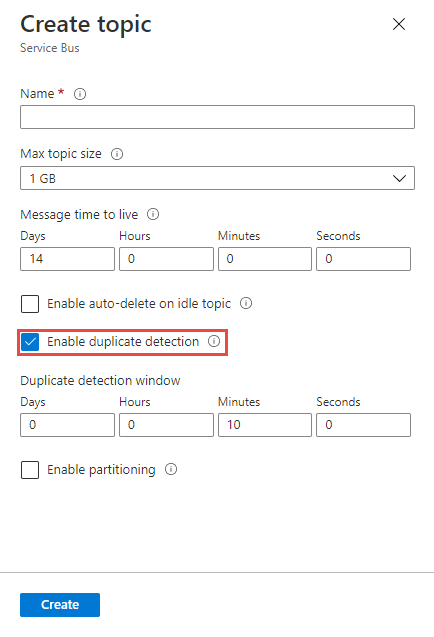 Create topic
Service Bus
Name *
Max topic size
1 GB
Message time to live
Days Hours Minutes Seconds
14 0 0 0
Enable auto-delete on idle topic
Enable duplicate detection
Duplicate detection window
Days Hours Minutes Seconds
0 0 10 0
Enable partitioning
Create